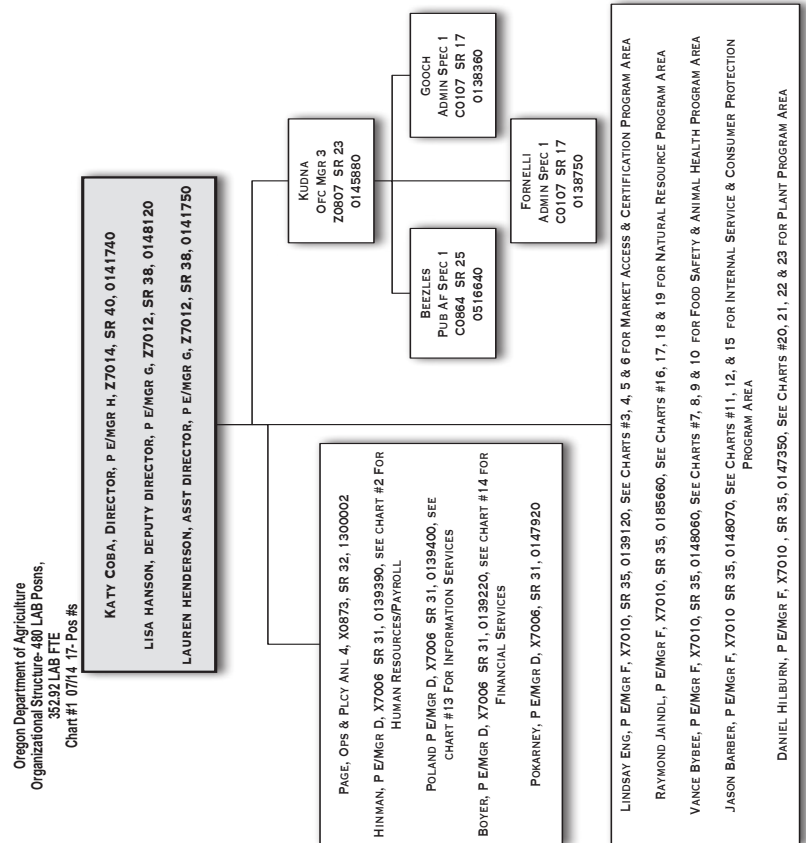 Oregon Department of Agriculture
Organizational Structure- 480 LAB Posns,
352.92 LAB FTE
Chart #1 07/14 17- Pos #s
KATY COBA, DIRECTOR, P E/MGR H, Z7014, SR 40, 0141740
LISA HANSON, DEPUTY DIRECTOR, P E/MGR G, Z7012, SR 38, 0148120
LAUREN HENDERSON, ASST DIRECTOR, P E/MGR G, Z7012, SR 38, 0141750
KUDNA
OFC MGR 3
Z0807 SR 23
0145880
BEEZLES
PUB AF SPEC 1
C0864 SR 25
0516640
GOOCH
ADMIN SPEC 1
C0107 SR 17
0138360
FORNELLI
ADMIN SPEC 1
C0107 SR 17
0138750
PAGE, OPS & PLCY ANL 4, X0873, SR 32, 1300002
HINMAN, P E/MGR D, X7006 SR 31, 0139390, SEE CHART #2 FOR
HUMAN RESOURCES/PAYROLL
POLAND P E/MGR D, X7006 SR 31, 0139400, SEE
CHART #13 FOR INFORMATION SERVICES
BOYER, P E/MGR D, X7006 SR 31, 0139220, SEE CHART #14 FOR
FINANCIAL SERVICES
POKARNEY, P E/MGR D, X7006, SR 31, 0147920
LINDSAY ENG, P E/MGR F, X7010, SR 35, 0139120, SEE CHARTS #3, 4, 5 & 6 FOR MARKET ACCESS & CERTIFICATION PROGRAM AREA
RAYMOND JAINDL, P E/MGR F, X7010, SR 35, 0185660, SEE CHARTS #16, 17, 18 & 19 FOR NATURAL RESOURCE PROGRAM AREA
VANCE BYBEE, P E/MGR F, X7010, SR 35, 0148060, SEE CHARTS #7, 8, 9 & 10 FOR FOOD SAFETY & ANIMAL HEALTH PROGRAM AREA
JASON BARBER, P E/MGR F, X7010 SR 35, 0148070, SEE CHARTS #11, 12, & 15 FOR INTERNAL SERVICE & CONSUMER PROTECTION
PROGRAM AREA
DANIEL HILBURN, P E/MGR F, X7010 , SR 35, 0147350, SEE CHARTS #20, 21, 22 & 23 FOR PLANT PROGRAM AREA